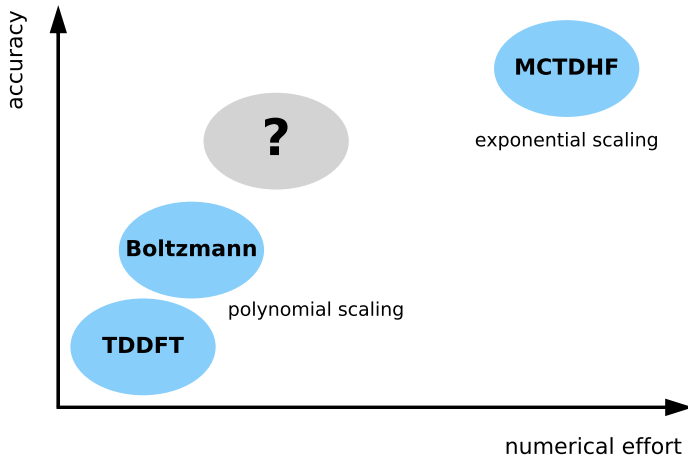 accuracy
MCTDHF
?
exponential scaling
Boltzmann
polynomial scaling
TDDFT
numerical effort